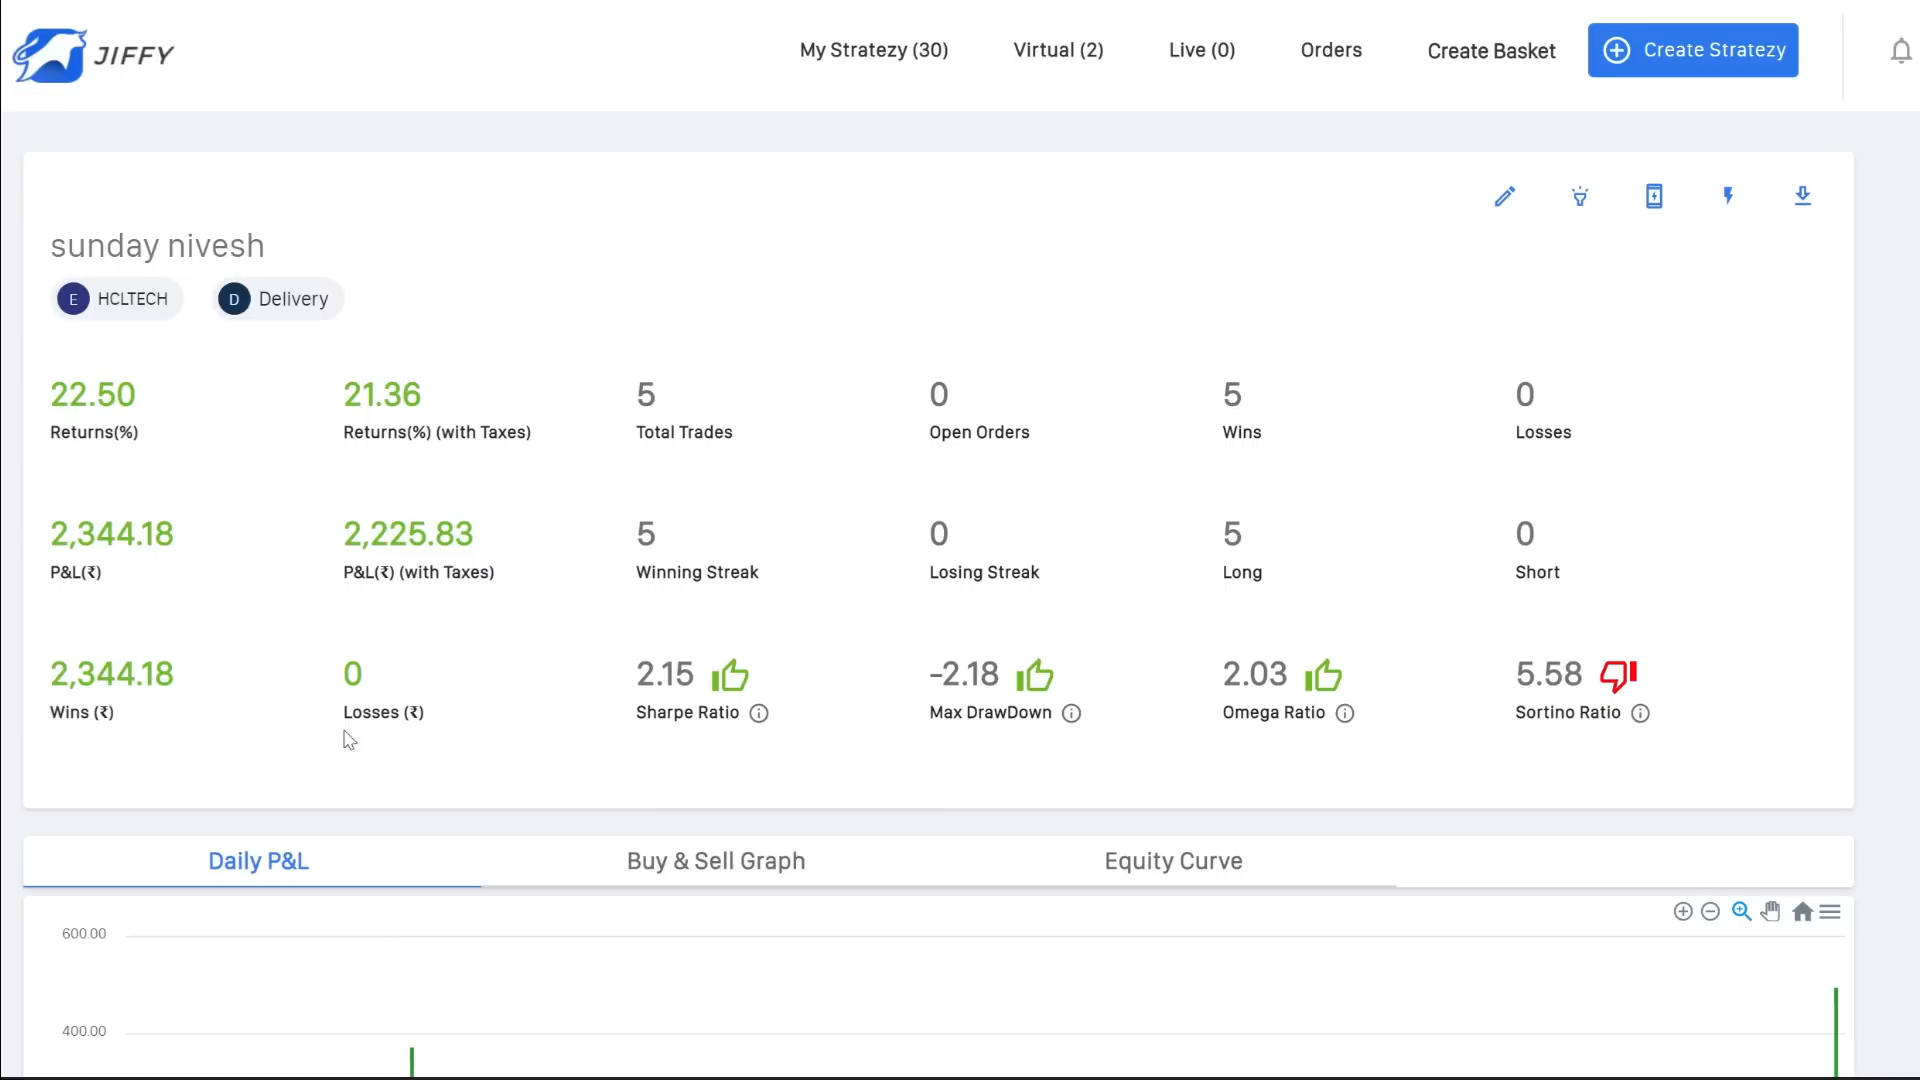 JIFFY
My Stratezy (30)
Virtual (2)
Live (0)
Orders
Create Basket
Create Stratezy
sunday nivesh
E HCLTECH
D Delivery
22.50
Returns(%)
21.36
Returns(%) (with Taxes)
5
Total Trades
0
Open Orders
5
Wins
0
Losses
2,344.18
P&L(₹)
2,225.83
P&L(₹) (with Taxes)
5
Winning Streak
0
Losing Streak
5
Long
0
Short
2,344.18
Wins (₹)
0
Losses (₹)
2.15
Sharpe Ratio
-2.18
Max DrawDown
2.03
Omega Ratio
5.58
Sortino Ratio
Daily P&L
Buy & Sell Graph
Equity Curve
600.00
400.00